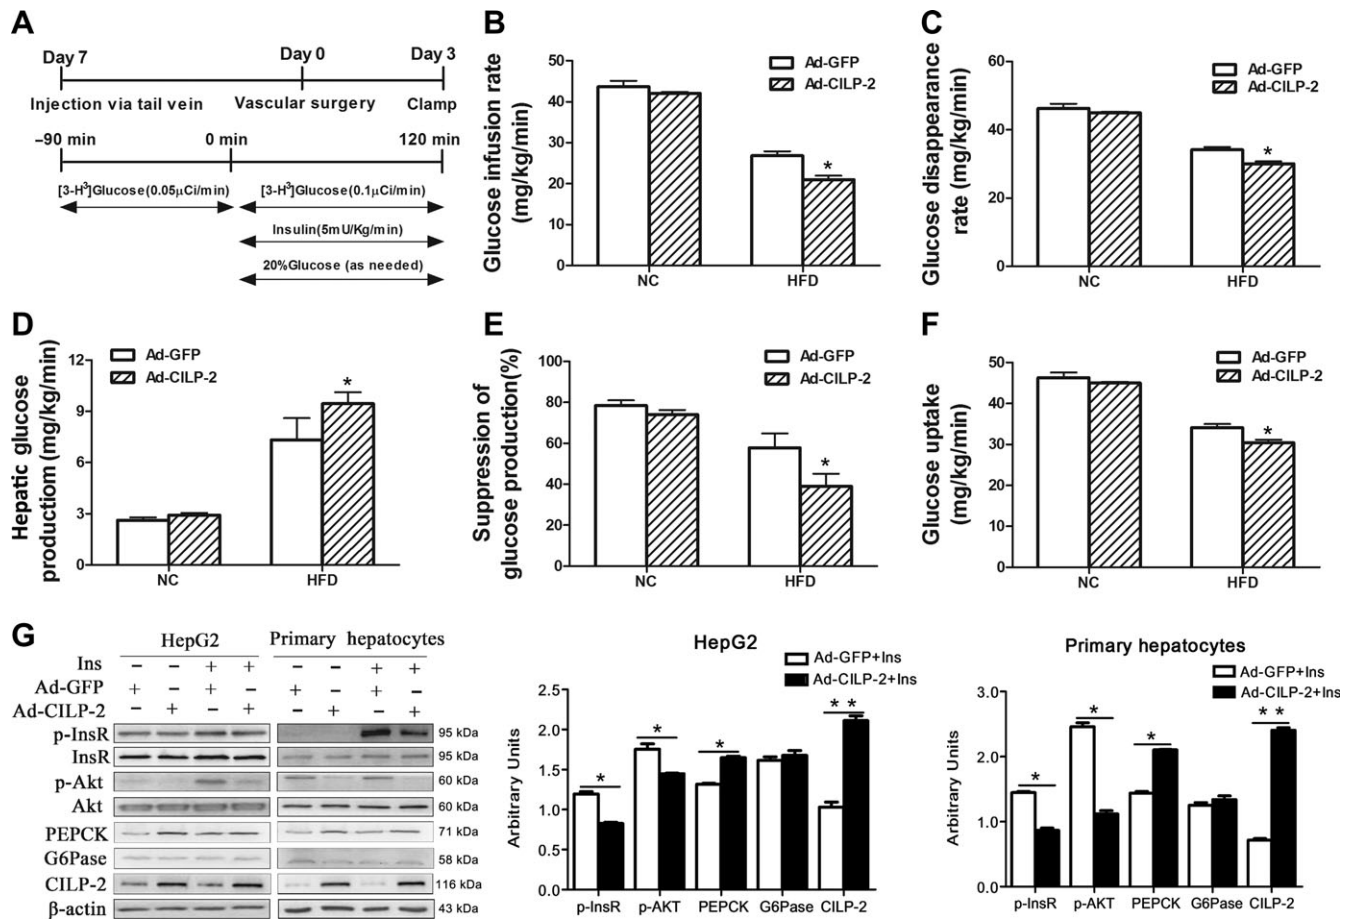 A
Day 7 Day 0 Day 3
Injection via tail vein Vascular surgery Clamp
–90 min 0 min 120 min
[3-H³]Glucose(0.05µCi/min) [3-H³]Glucose(0.1µCi/min)
Insulin(5mU/Kg/min)
20%Glucose (as needed)
B
Glucose infusion rate
(mg/kg/min)
50
40
30
20
10
0
Ad-GFP
Ad-CILP-2
*
NC HFD
C
Glucose disappearance
rate (mg/kg/min)
60
40
20
0
Ad-GFP
Ad-CILP-2
*
NC HFD
D
Hepatic glucose
production (mg/kg/min)
12
9
6
3
0
Ad-GFP
Ad-CILP-2
*
NC HFD
E
Suppression of
glucose production(%)
100
80
60
40
20
0
Ad-GFP
Ad-CILP-2
*
NC HFD
F
Glucose uptake
(mg/kg/min)
50
40
30
20
10
0
Ad-GFP
Ad-CILP-2
*
NC HFD
G
HepG2 Primary hepatocytes
Ins − − + + − − + +
Ad-GFP + − + − + − + −
Ad-CILP-2 − + − + − + − +
p-InsR 95 kDa
InsR 95 kDa
p-Akt 60 kDa
Akt 60 kDa
PEPCK 71 kDa
G6Pase 58 kDa
CILP-2 116 kDa
β-actin 43 kDa
HepG2
Ad-GFP+Ins
Ad-CILP-2+Ins
Arbitrary Units
2.5
2.0
1.5
1.0
0.5
0.0
* * * * *
p-InsR p-AKT PEPCK G6Pase CILP-2
Primary hepatocytes
Ad-GFP+Ins
Ad-CILP-2+Ins
Arbitrary Units
3.0
2.0
1.0
0.0
* * * * *
p-InsR p-AKT PEPCK G6Pase CILP-2